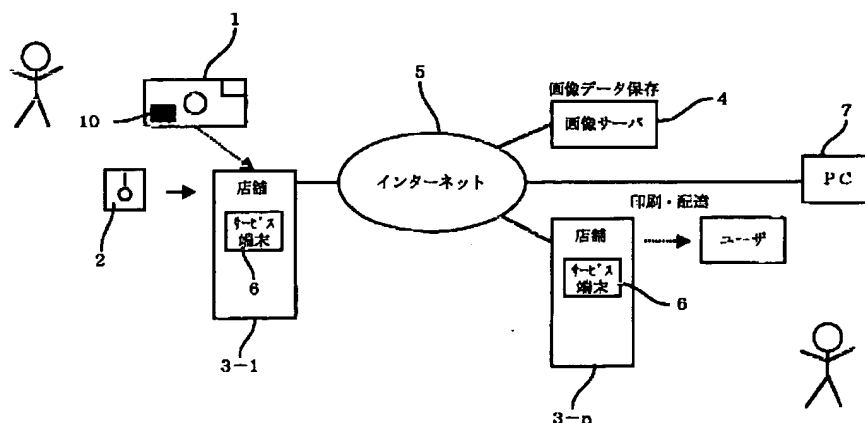 1
5
画像データ保存
画像サーバ
4
7
PC
10
店舗
サービス
端末
6
2
3-1
インターネット
印刷・配達
店舗
サービス
端末
6
ユーザ
3-n